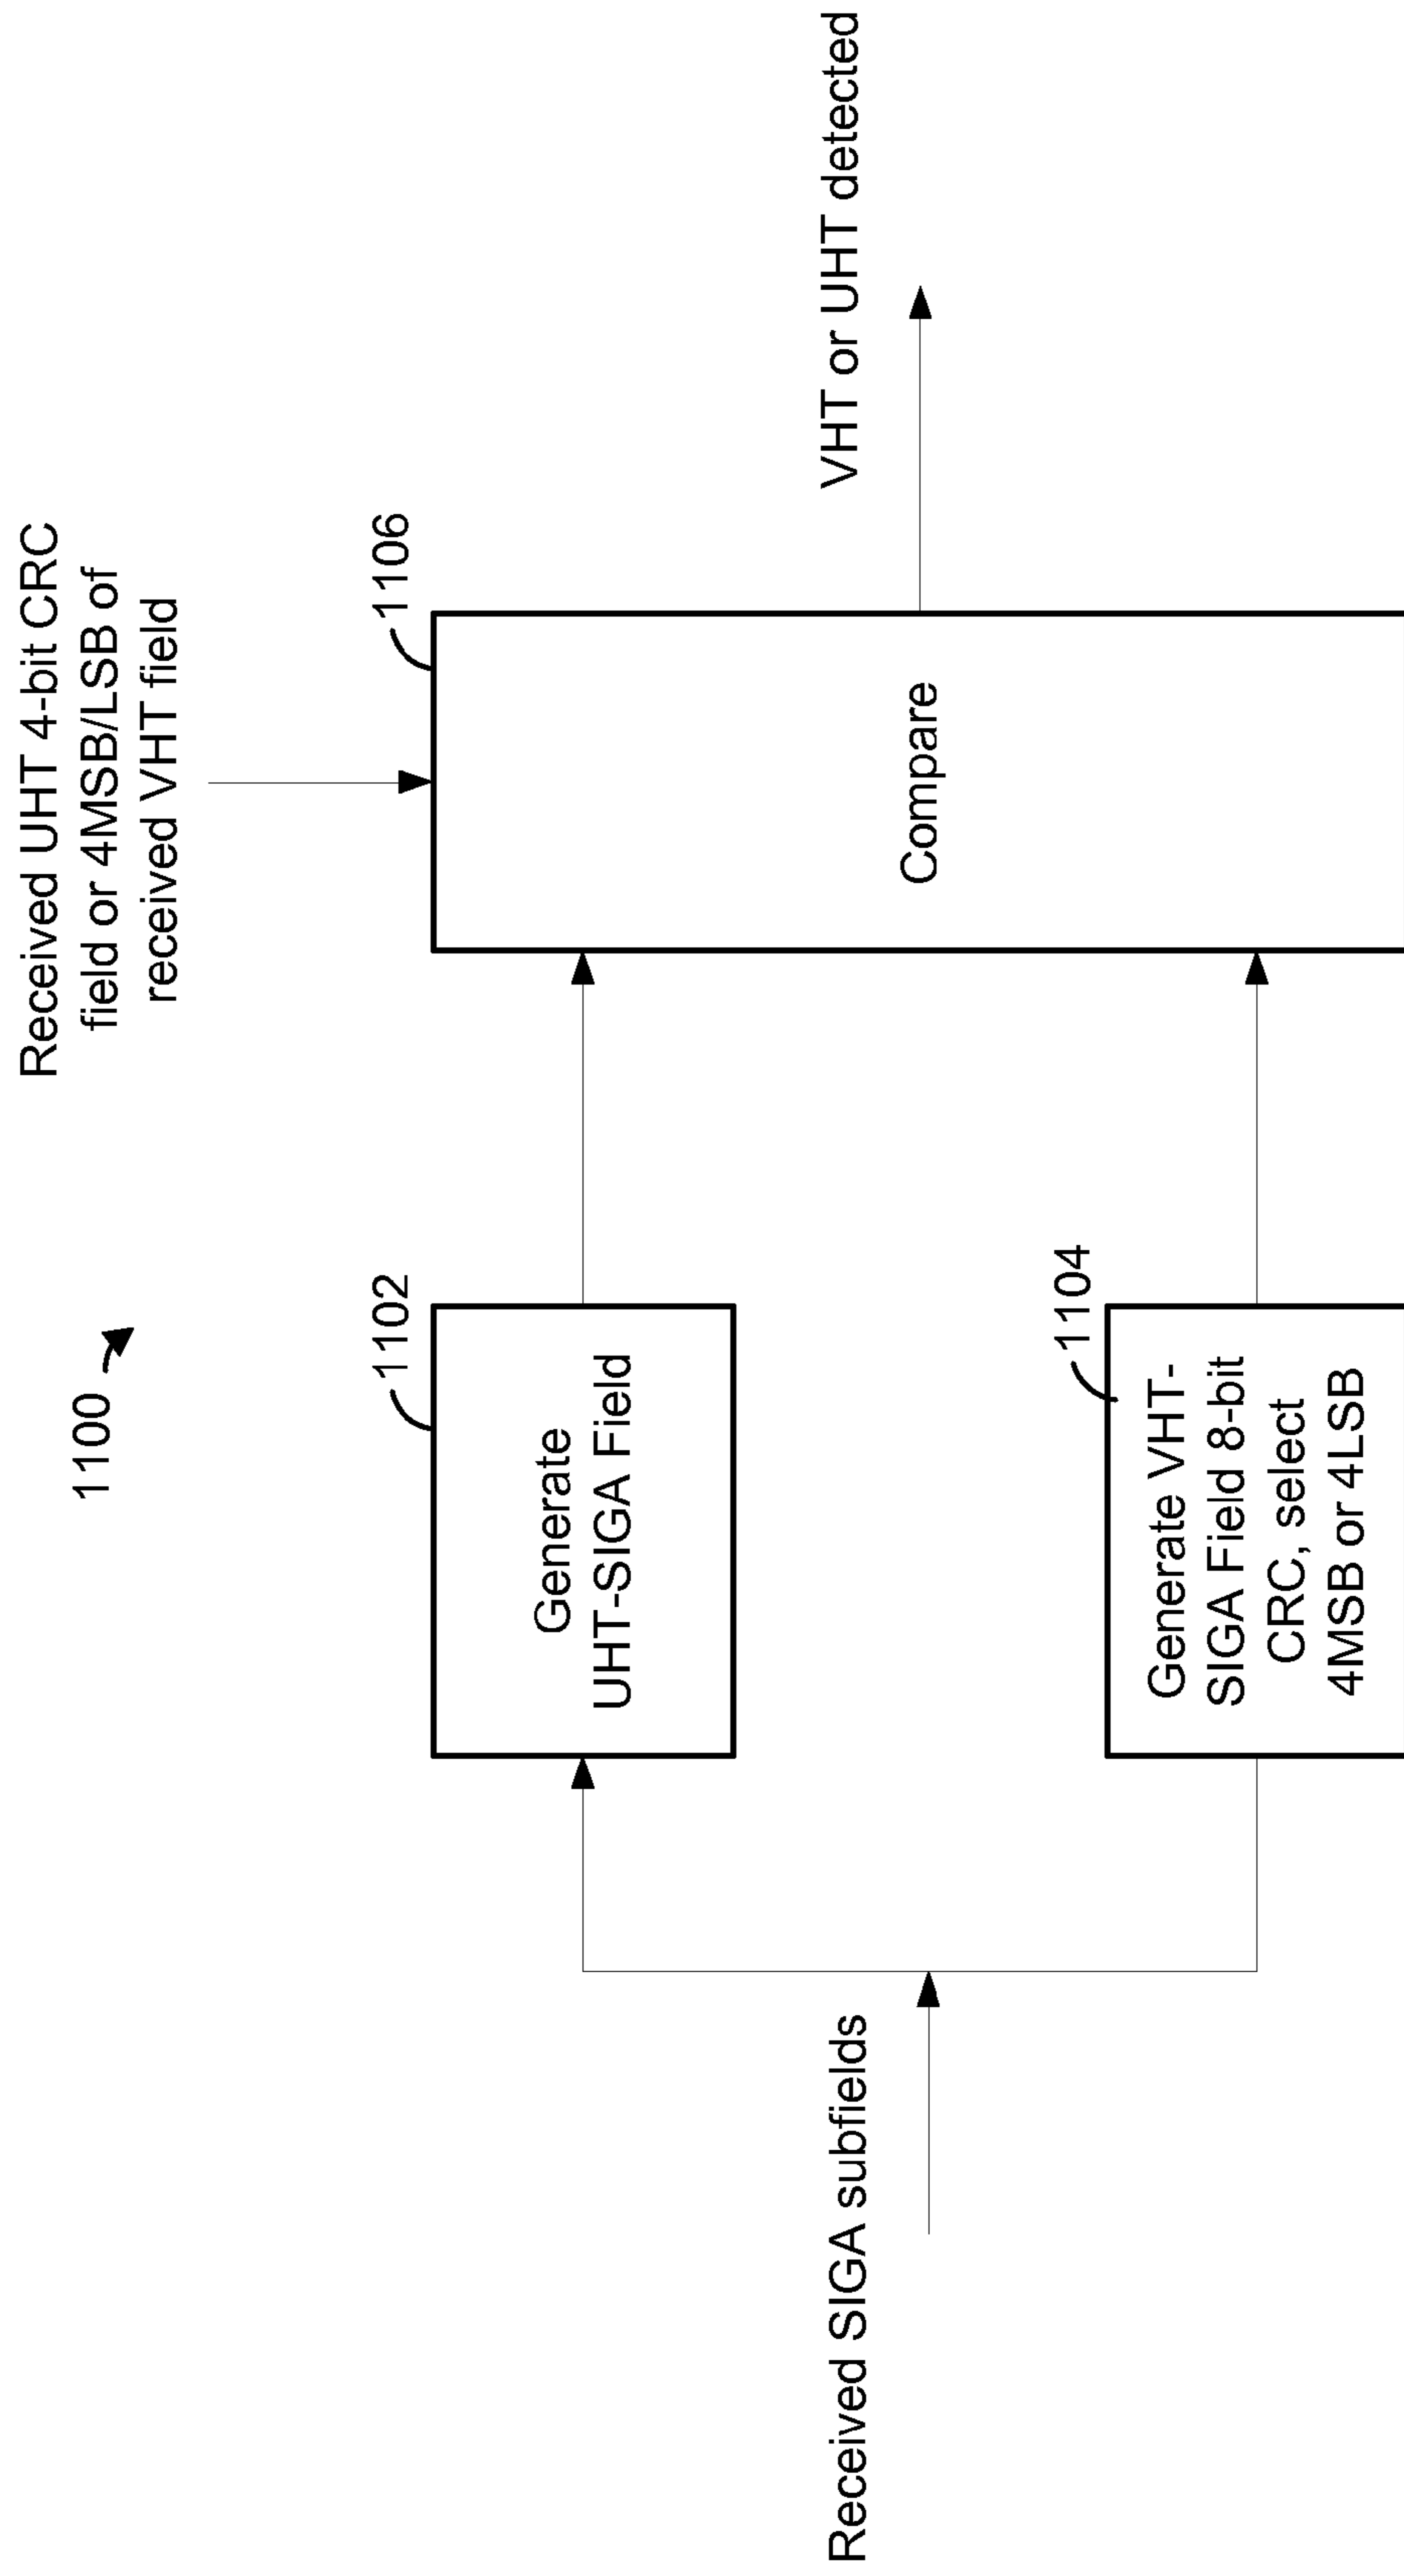 1100
Received UHT 4-bit CRC
field or 4MSB/LSB of
received VHT field
1102
1106
Generate
UHT-SIGA Field
Received SIGA subfields
Compare
VHT or UHT detected
1104
Generate VHT-
SIGA Field 8-bit
CRC, select
4MSB or 4LSB